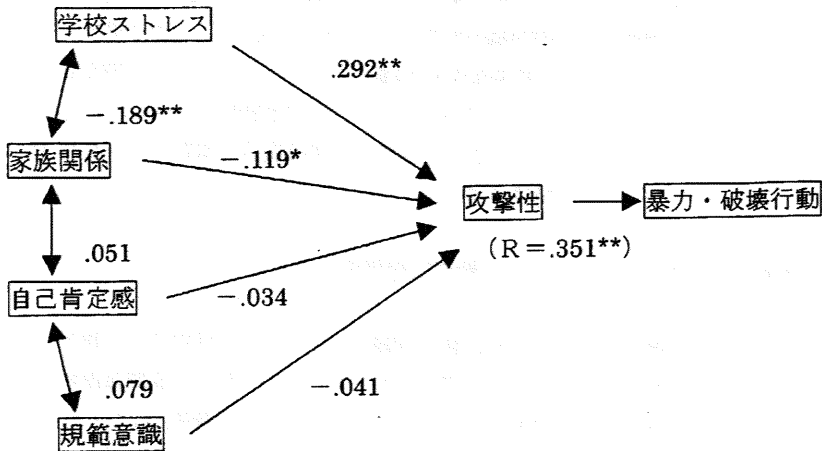 学校ストレス
.292**
－.189**
家族関係
－.119*
攻撃性
暴力・破壊行動
(R＝.351**)
.051
自己肯定感
－.034
.079
－.041
規範意識